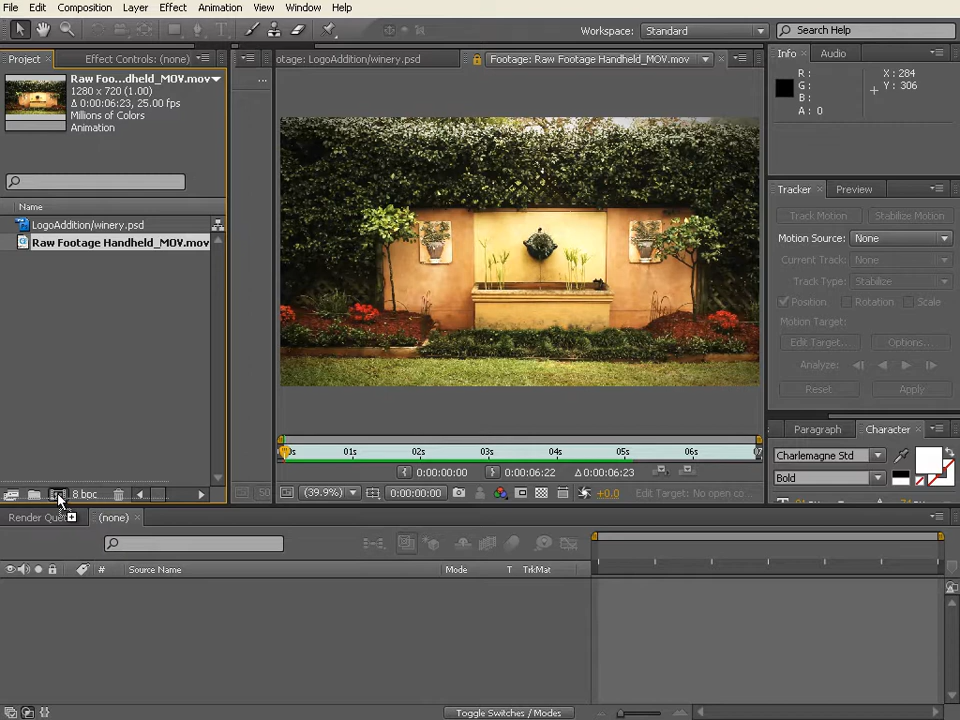 File Edit Composition Layer Effect Animation View Window Help
Workspace: Standard Search Help
Project Effect Controls: (none) otage: LogoAddition/winery.psd Footage: Raw Footage Handheld_MOV.mov Info Audio
Raw Foo...dheld_MOV.mov
1280 x 720 (1.00)
Δ 0:00:06:23, 25.00 fps
Millions of Colors
Animation
R :
G :
B :
A : 0
X : 284
Y : 306
Name
LogoAddition/winery.psd
Raw Footage Handheld_MOV.mov
Tracker Preview
Track Motion Stabilize Motion
Motion Source: None
Current Track: None
Track Type: Stabilize
Position Rotation Scale
Motion Target:
Edit Target... Options...
Analyze:
Reset Apply
Paragraph Character
Charlemagne Std
Bold
01s 02s 03s 04s 05s 07
0:00:00:00 0:00:06:22 Δ 0:00:06:23
8 bpc 50 (39.9%) 0:00:00:00 +0.0 Edit Target: No open co
(none)
# Source Name Mode T TrkMat
Toggle Switches / Modes